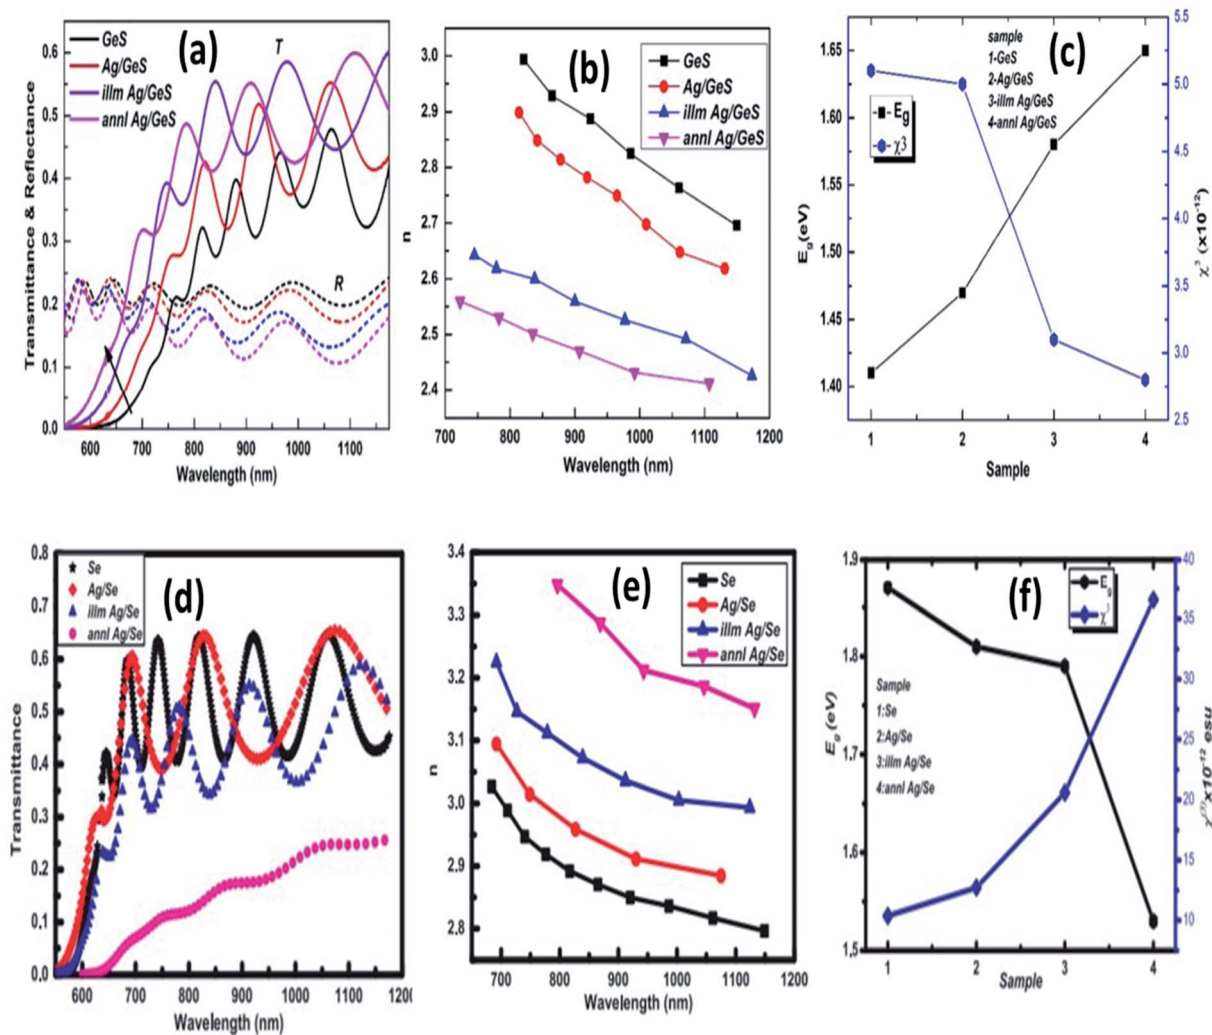 (a)
T
GeS
Ag/GeS
illm Ag/GeS
annl Ag/GeS
R
Transmittance & Reflectance
0.6
0.5
0.4
0.3
0.2
0.1
0.0
600 700 800 900 1000 1100
Wavelength (nm)
(b)
GeS
Ag/GeS
illm Ag/GeS
annl Ag/GeS
n
3.0
2.9
2.8
2.7
2.6
2.5
2.4
700 800 900 1000 1100 1200
Wavelength (nm)
(c)
sample
1-GeS
2-Ag/GeS
3-illm Ag/GeS
4-annl Ag/GeS
Eg
χ3
Eg(eV)
1.65
1.60
1.55
1.50
1.45
1.40
5.5
5.0
4.5
4.0
3.5
3.0
2.5
χ3 (x10-12)
1 2 3 4
Sample
(d)
Se
Ag/Se
illm Ag/Se
annl Ag/Se
Transmittance
0.8
0.7
0.6
0.5
0.4
0.3
0.2
0.1
0.0
600 700 800 900 1000 1100 120
Wavelength (nm)
(e)
Se
Ag/Se
illm Ag/Se
annl Ag/Se
n
3.4
3.3
3.2
3.1
3.0
2.9
2.8
700 800 900 1000 1100
Wavelength (nm)
(f)
Eg
χ3
Sample
1:Se
2:Ag/Se
3:illm Ag/Se
4:annl Ag/Se
Eg (eV)
1.9
1.8
1.7
1.6
1.5
40
35
30
25
20
15
10
χ(3)x10-12 esu
1 2 3 4
Sample